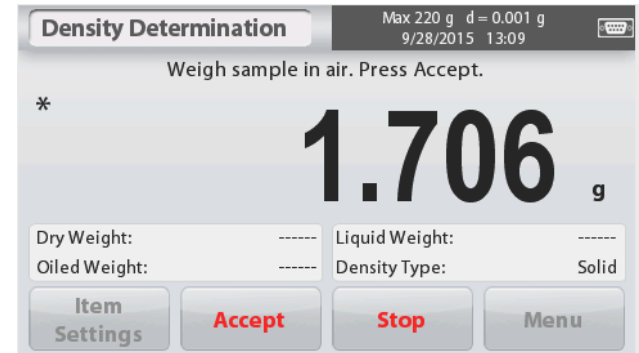 Density Determination
Max 220 g d = 0.001 g
9/28/2015 13:09
Weigh sample in air. Press Accept.
*
1.706 g
Dry Weight: ------ Liquid Weight: ------
Oiled Weight: ------ Density Type: Solid
Item Settings
Accept
Stop
Menu